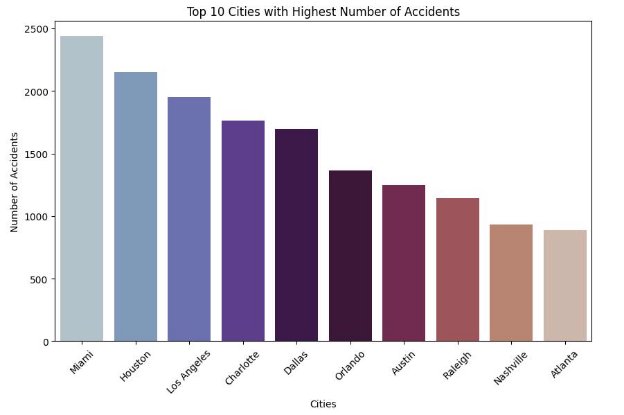 Top 10 Cities with Highest Number of Accidents
2500
2000
1500
1000
500
0
Number of Accidents
Miami
Houston
Los Angeles
Charlotte
Dallas
Orlando
Austin
Raleigh
Nashville
Atlanta
Cities